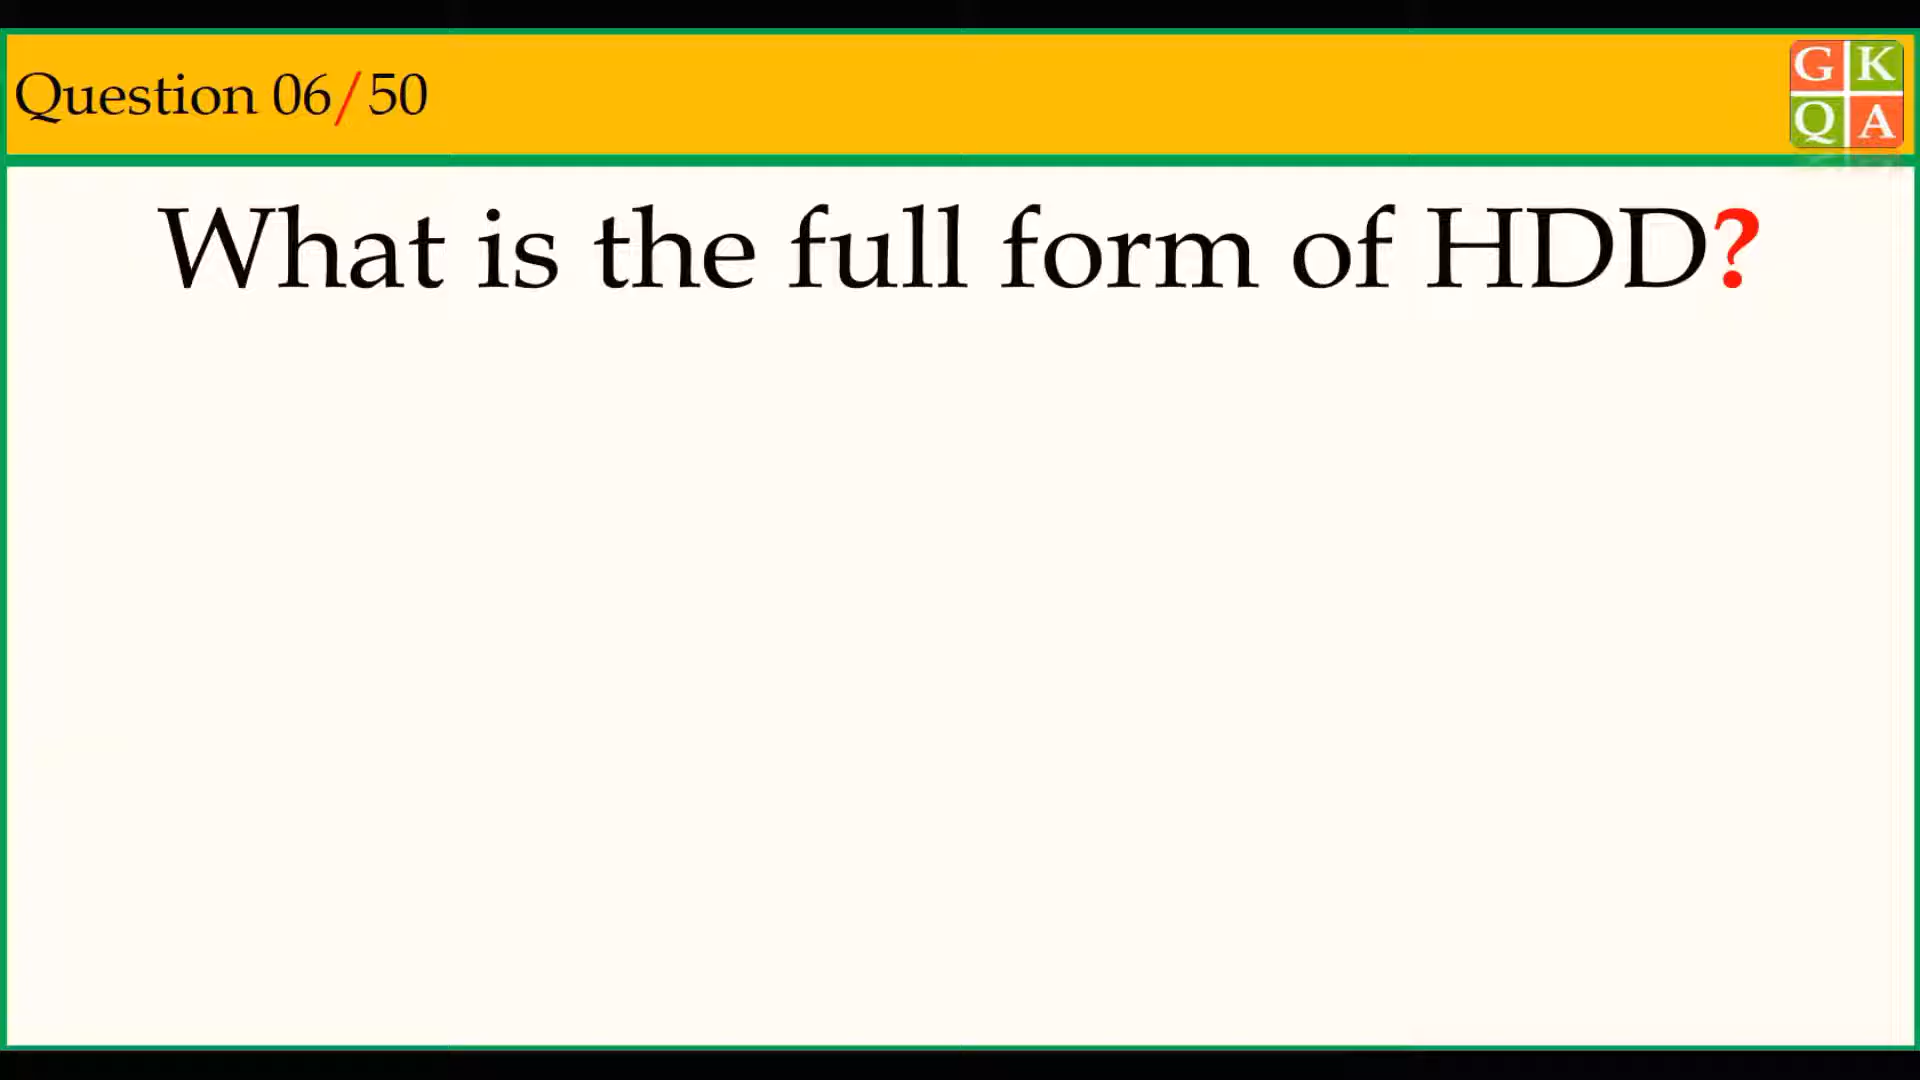 Question 06/50
G K
Q A
What is the full form of HDD?